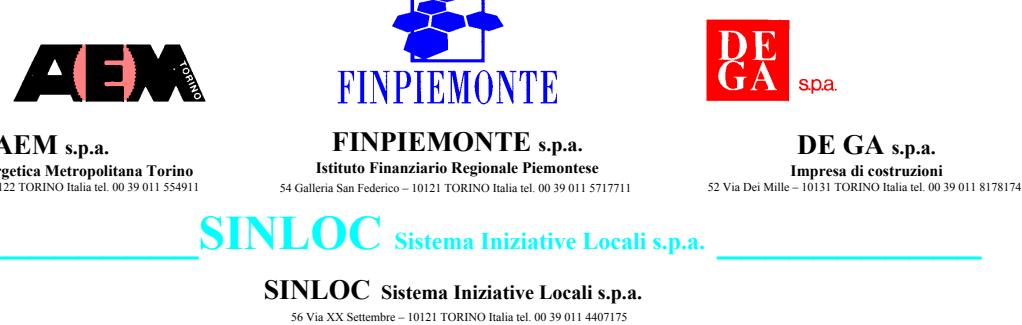 AEM TORINO
FINPIEMONTE
DE
GA s.p.a.
AEM s.p.a.
FINPIEMONTE s.p.a.
DE GA s.p.a.
Metropolitana Torino
Istituto Finanziario Regionale Piemontese
Impresa di costruzioni
122 TORINO Italia tel. 00 39 011 554911
54 Galleria San Federico – 10121 TORINO Italia tel. 00 39 011 5717711
52 Via Dei Mille – 10131 TORINO Italia tel. 00 39 011 8178174
SINLOC Sistema Iniziative Locali s.p.a.
SINLOC Sistema Iniziative Locali s.p.a.
56 Via XX Settembre – 10121 TORINO Italia tel. 00 39 011 4407175